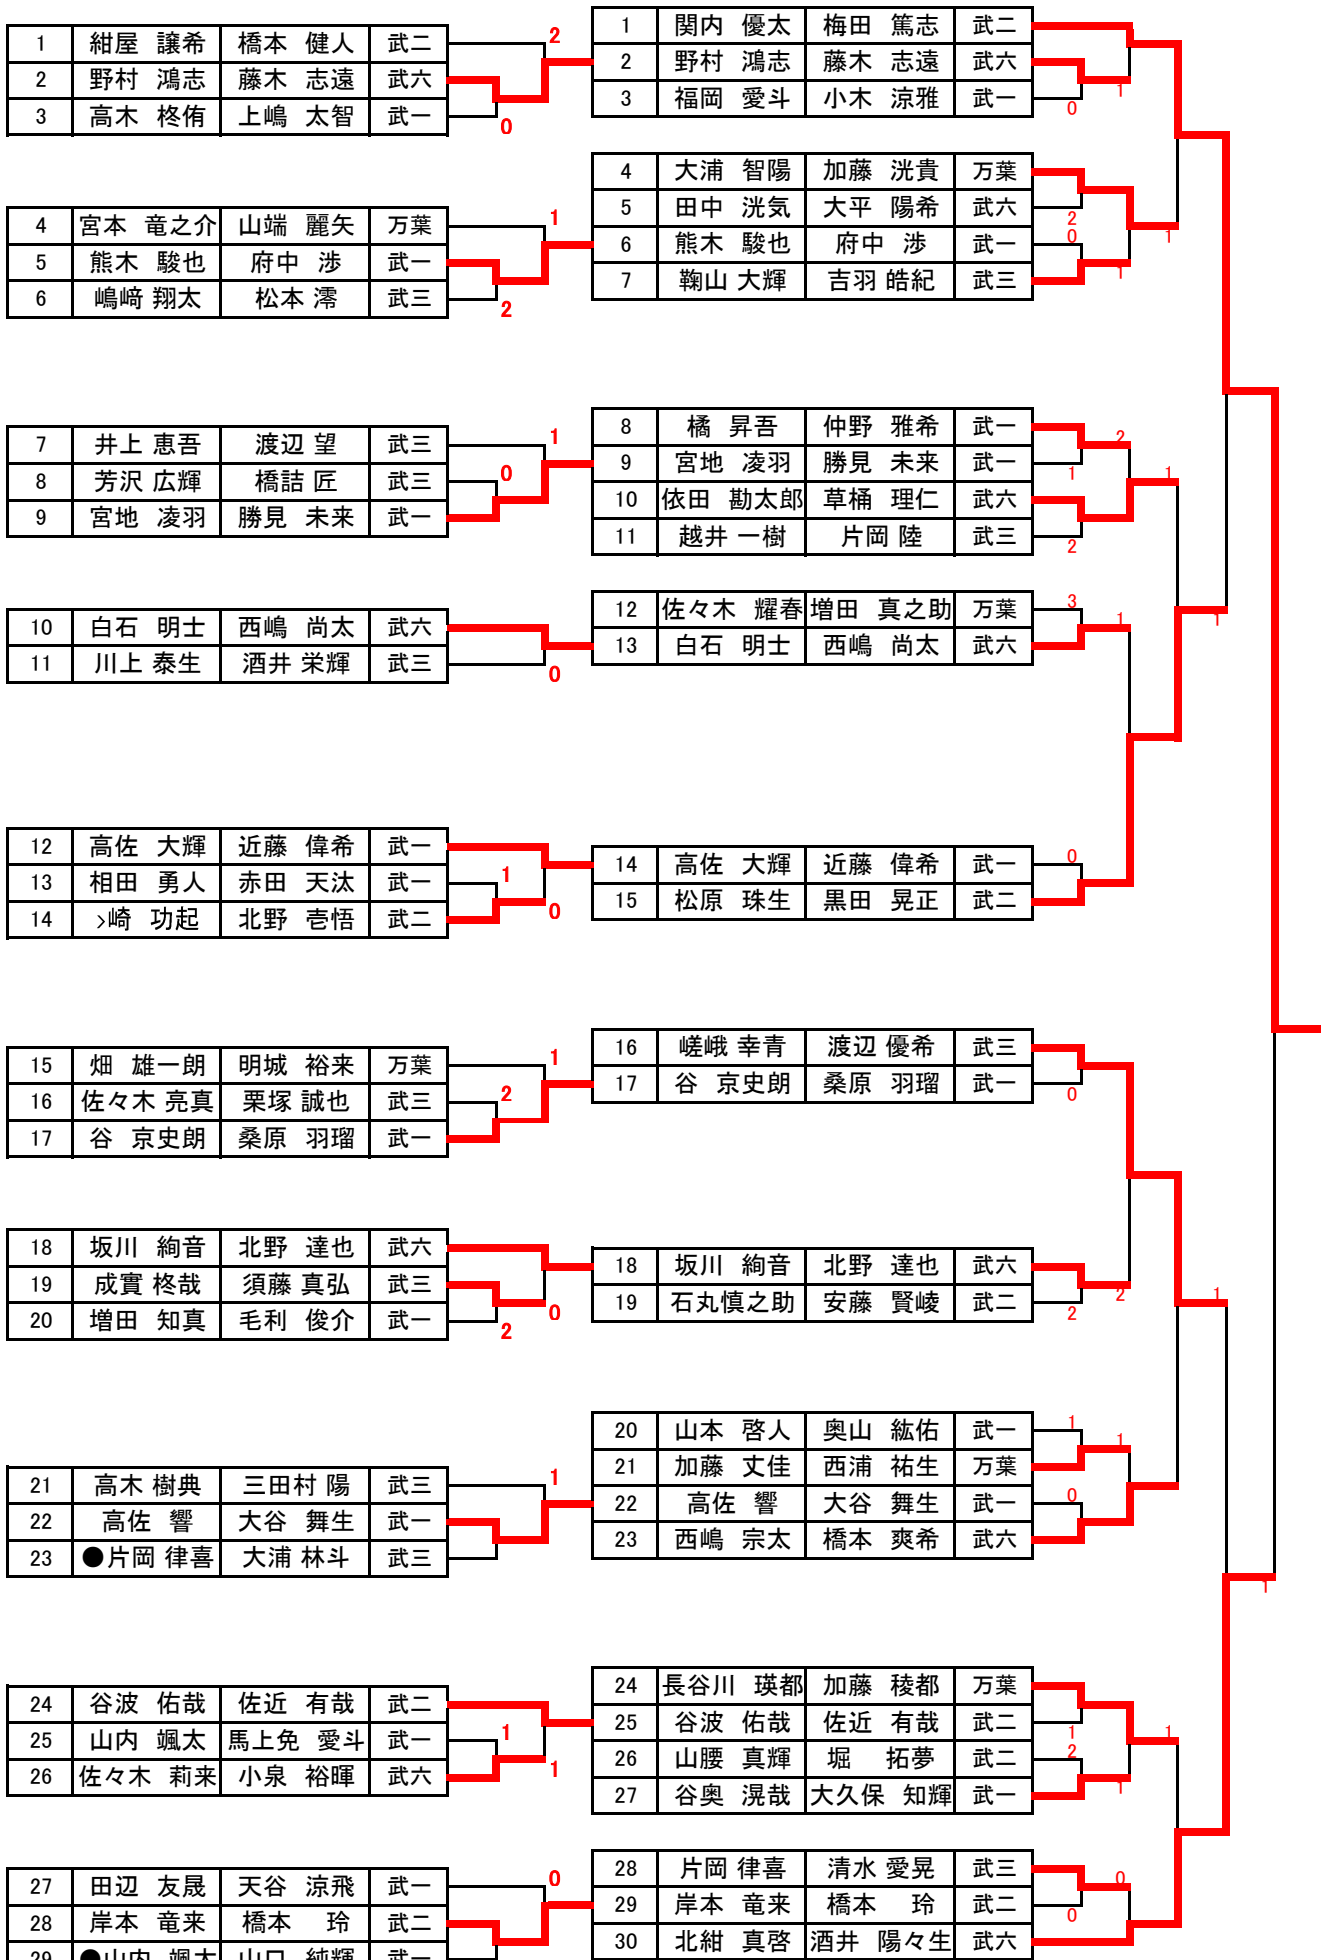 1 紺屋 譲希 橋本 健人 武二
2 野村 鴻志 藤木 志遠 武六
3 高木 柊侑 上嶋 太智 武一
2
0
4 宮本 竜之介 山端 麗矢 万葉
5 熊木 駿也 府中 渉 武一
6 嶋﨑 翔太 松本 澪 武三
1
2
7 井上 恵吾 渡辺 望 武三
8 芳沢 広輝 橋詰 匠 武三
9 宮地 凌羽 勝見 未来 武一
1
0
10 白石 明士 西嶋 尚太 武六
11 川上 泰生 酒井 栄輝 武三
0
12 高佐 大輝 近藤 偉希 武一
13 相田 勇人 赤田 天汰 武一
14 >崎 功起 北野 壱悟 武二
1
0
15 畑 雄一朗 明城 裕来 万葉
16 佐々木 亮真 栗塚 誠也 武三
17 谷 京史朗 桑原 羽瑠 武一
1
2
18 坂川 絢音 北野 達也 武六
19 成實 柊哉 須藤 真弘 武三
20 増田 知真 毛利 俊介 武一
0
2
21 高木 樹典 三田村 陽 武三
22 高佐 響 大谷 舞生 武一
23 ●片岡 律喜 大浦 林斗 武三
1
24 谷波 佑哉 佐近 有哉 武二
25 山内 颯太 馬上免 愛斗 武一
26 佐々木 莉来 小泉 裕暉 武六
1
1
27 田辺 友晟 天谷 涼飛 武一
28 岸本 竜来 橋本 玲 武二
29 ●山内 颯太 山口 純輝 武一
0
1 関内 優太 梅田 篤志 武二
2 野村 鴻志 藤木 志遠 武六
3 福岡 愛斗 小木 涼雅 武一
1
0
4 大浦 智陽 加藤 洸貴 万葉
5 田中 洸気 大平 陽希 武六
6 熊木 駿也 府中 渉 武一
7 鞠山 大輝 吉羽 皓紀 武三
2
0
1
1
8 橘 昇吾 仲野 雅希 武一
9 宮地 凌羽 勝見 未来 武一
10 依田 勘太郎 草桶 理仁 武六
11 越井 一樹 片岡 陸 武三
2
1
1
2
12 佐々木 耀春 増田 真之助 万葉
13 白石 明士 西嶋 尚太 武六
3
1
1
14 高佐 大輝 近藤 偉希 武一
15 松原 珠生 黒田 晃正 武二
0
16 嵯峨 幸青 渡辺 優希 武三
17 谷 京史朗 桑原 羽瑠 武一
0
18 坂川 絢音 北野 達也 武六
19 石丸慎之助 安藤 賢崚 武二
2
2
1
20 山本 啓人 奥山 紘佑 武一
21 加藤 丈佳 西浦 祐生 万葉
22 高佐 響 大谷 舞生 武一
23 西嶋 宗太 橋本 爽希 武六
1
1
0
1
24 長谷川 瑛都 加藤 稜都 万葉
25 谷波 佑哉 佐近 有哉 武二
26 山腰 真輝 堀 拓夢 武二
27 谷奥 滉哉 大久保 知輝 武一
1
2
1
1
28 片岡 律喜 清水 愛晃 武三
29 岸本 竜来 橋本 玲 武二
30 北紺 真啓 酒井 陽々生 武六
0
0